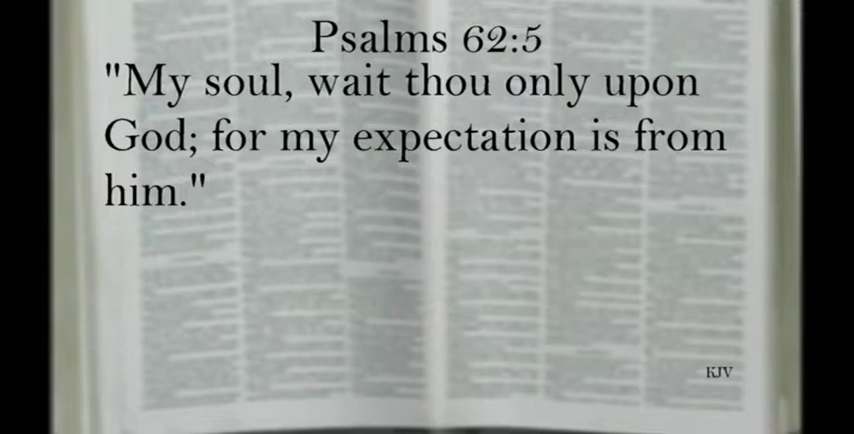 Psalms 62:5
"My soul, wait thou only upon
God; for my expectation is from
him."
KJV